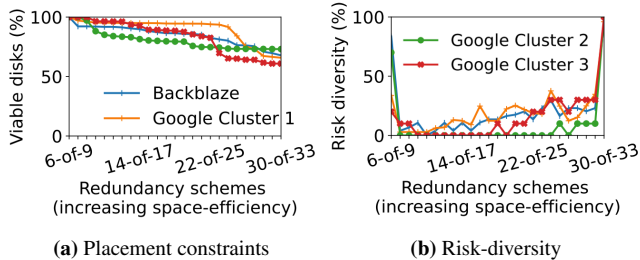 Viable disks (%)
100
50
0
Backblaze
Google Cluster 1
6-of-9
14-of-17
22-of-25
30-of-33
Redundancy schemes
(increasing space-efficiency)
(a) Placement constraints
Risk diversity (%)
100
50
0
Google Cluster 2
Google Cluster 3
6-of-9
14-of-17
22-of-25
30-of-33
Redundancy schemes
(increasing space-efficiency)
(b) Risk-diversity